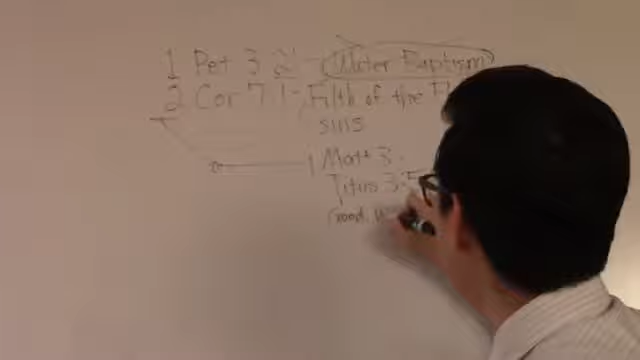 1 Pet 3 21 - Water Baptism
2 Cor 7 1 - Filth of the
sins
Matt 3
Titus 3:5
Good